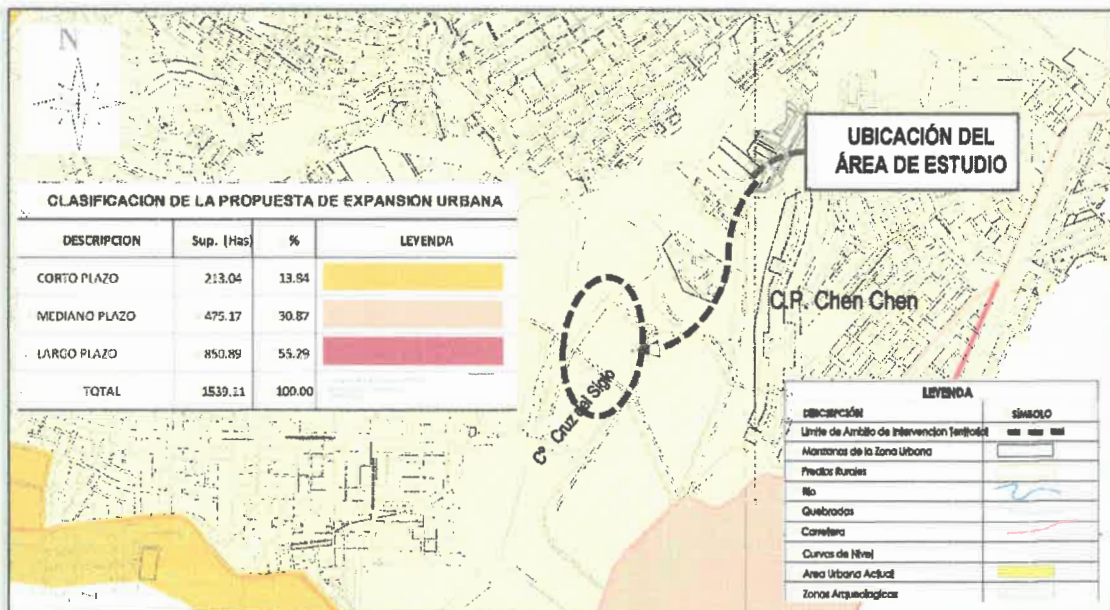 N
UBICACIÓN DEL
ÁREA DE ESTUDIO
CLASIFICACION DE LA PROPUESTA DE EXPANSION URBANA
DESCRIPCION Sup. (Has) % LEYENDA
CORTO PLAZO 213.04 13.84
MEDIANO PLAZO 475.17 30.87
LARGO PLAZO 850.89 55.29
TOTAL 1539.11 100.00
C.P. Chen Chen
Cº Cruz del Siglo
LEYENDA
DESCRIPCIÓN SIMBOLO
Limite de Ambito de Intervencion Territorial
Manzanas de la Zona Urbana
Predios Rurales
Rio
Quebradas
Carretera
Curvas de Nivel
Area Urbana Actual
Zonas Arqueologicas